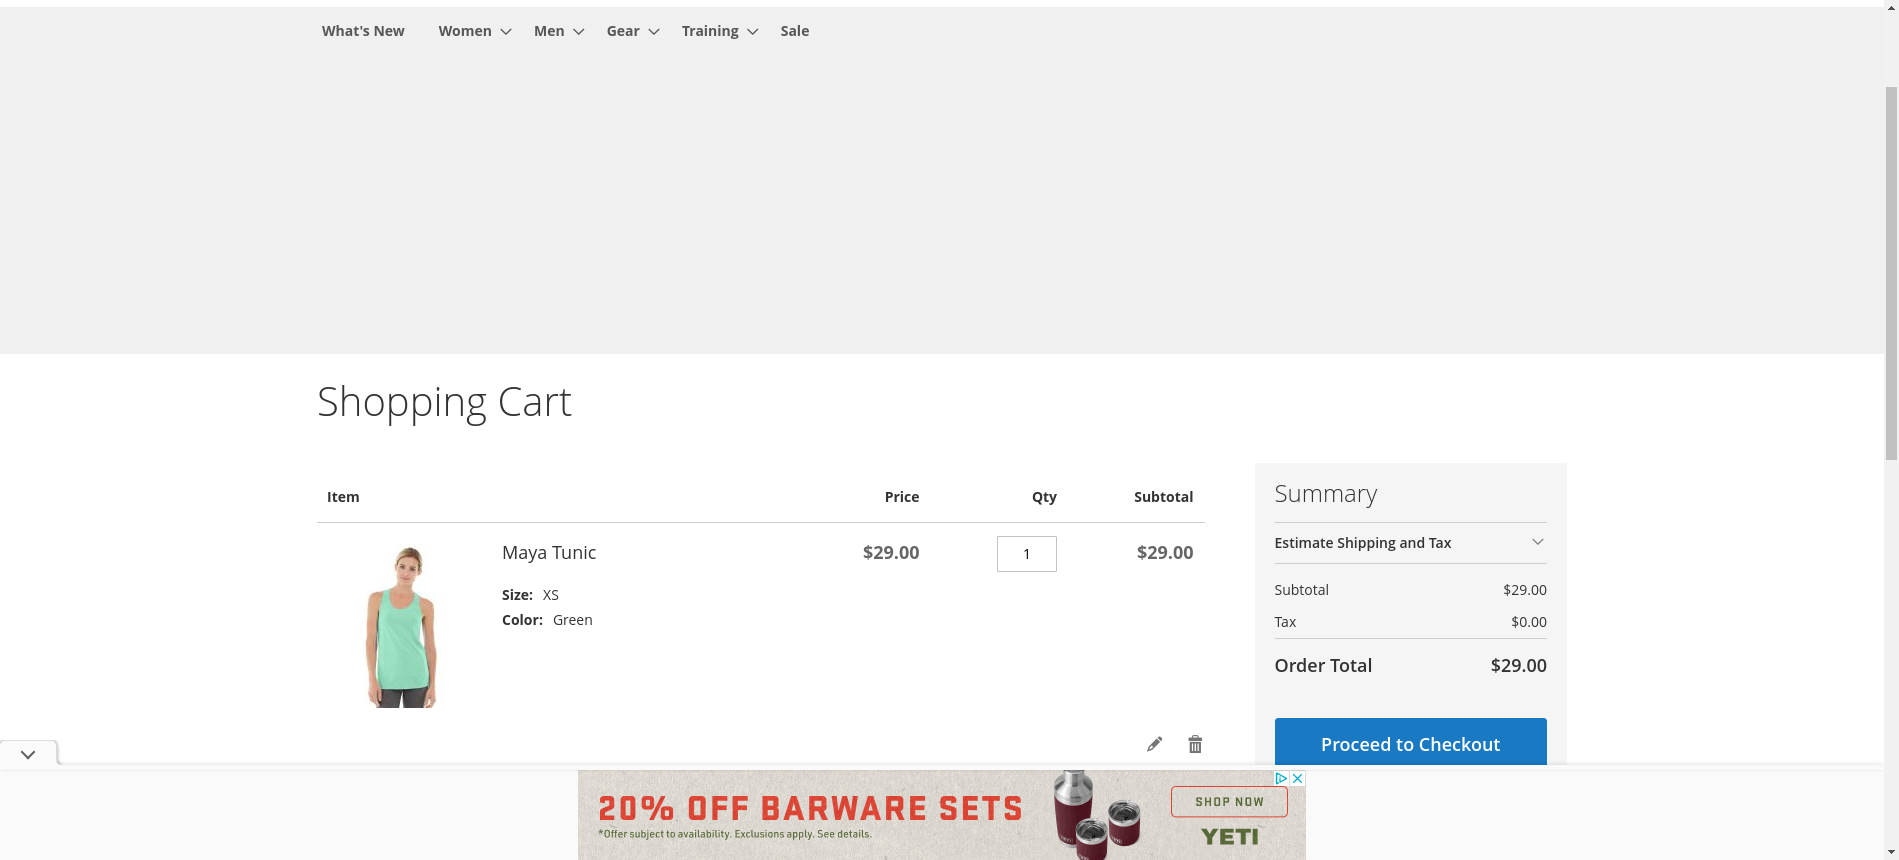 What's New Women Men Gear Training Sale
Shopping Cart
Item Price Qty Subtotal
Maya Tunic $29.00 1 $29.00
Size: XS
Color: Green
Summary
Estimate Shipping and Tax
Subtotal $29.00
Tax $0.00
Order Total $29.00
Proceed to Checkout
20% OFF BARWARE SETS
*Offer subject to availability. Exclusions apply. See details.
SHOP NOW
YETI